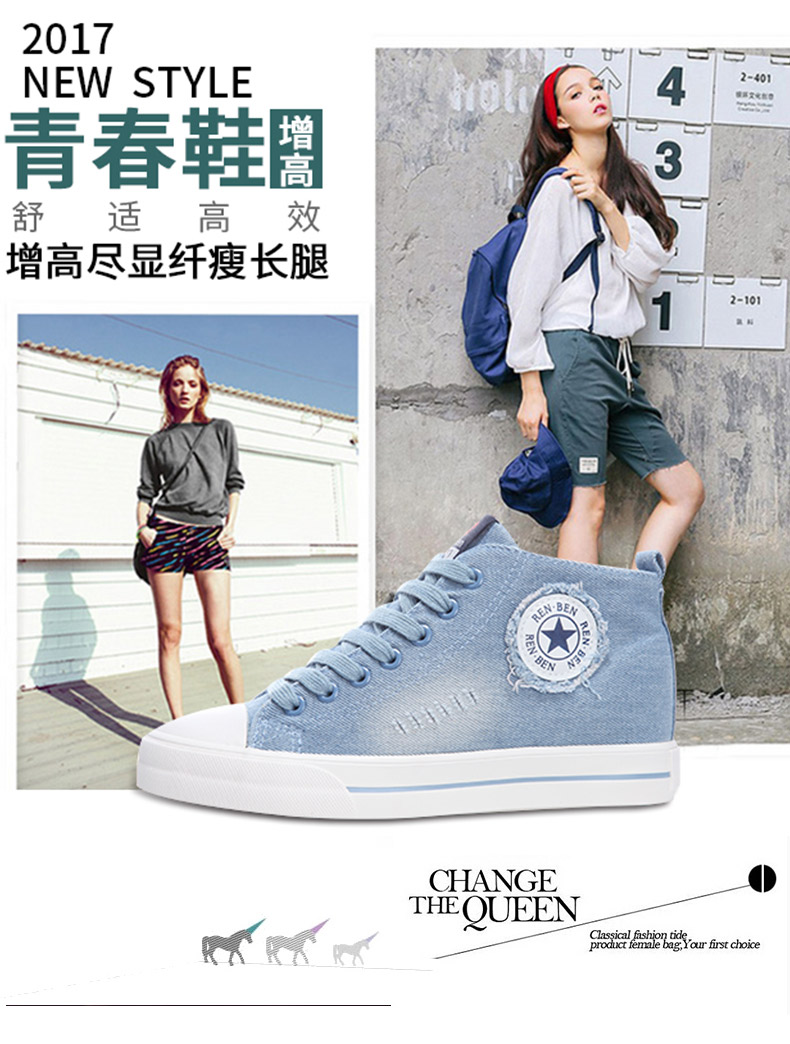 2017
NEW STYLE
青春鞋
增高
舒适高效
增高尽显纤瘦长腿
4
2-401
3
1
2-101
REN·BEN
REN·BEN
REN·BEN
CHANGE
THE QUEEN
Classical fashion tide
product female bag,Your first choice